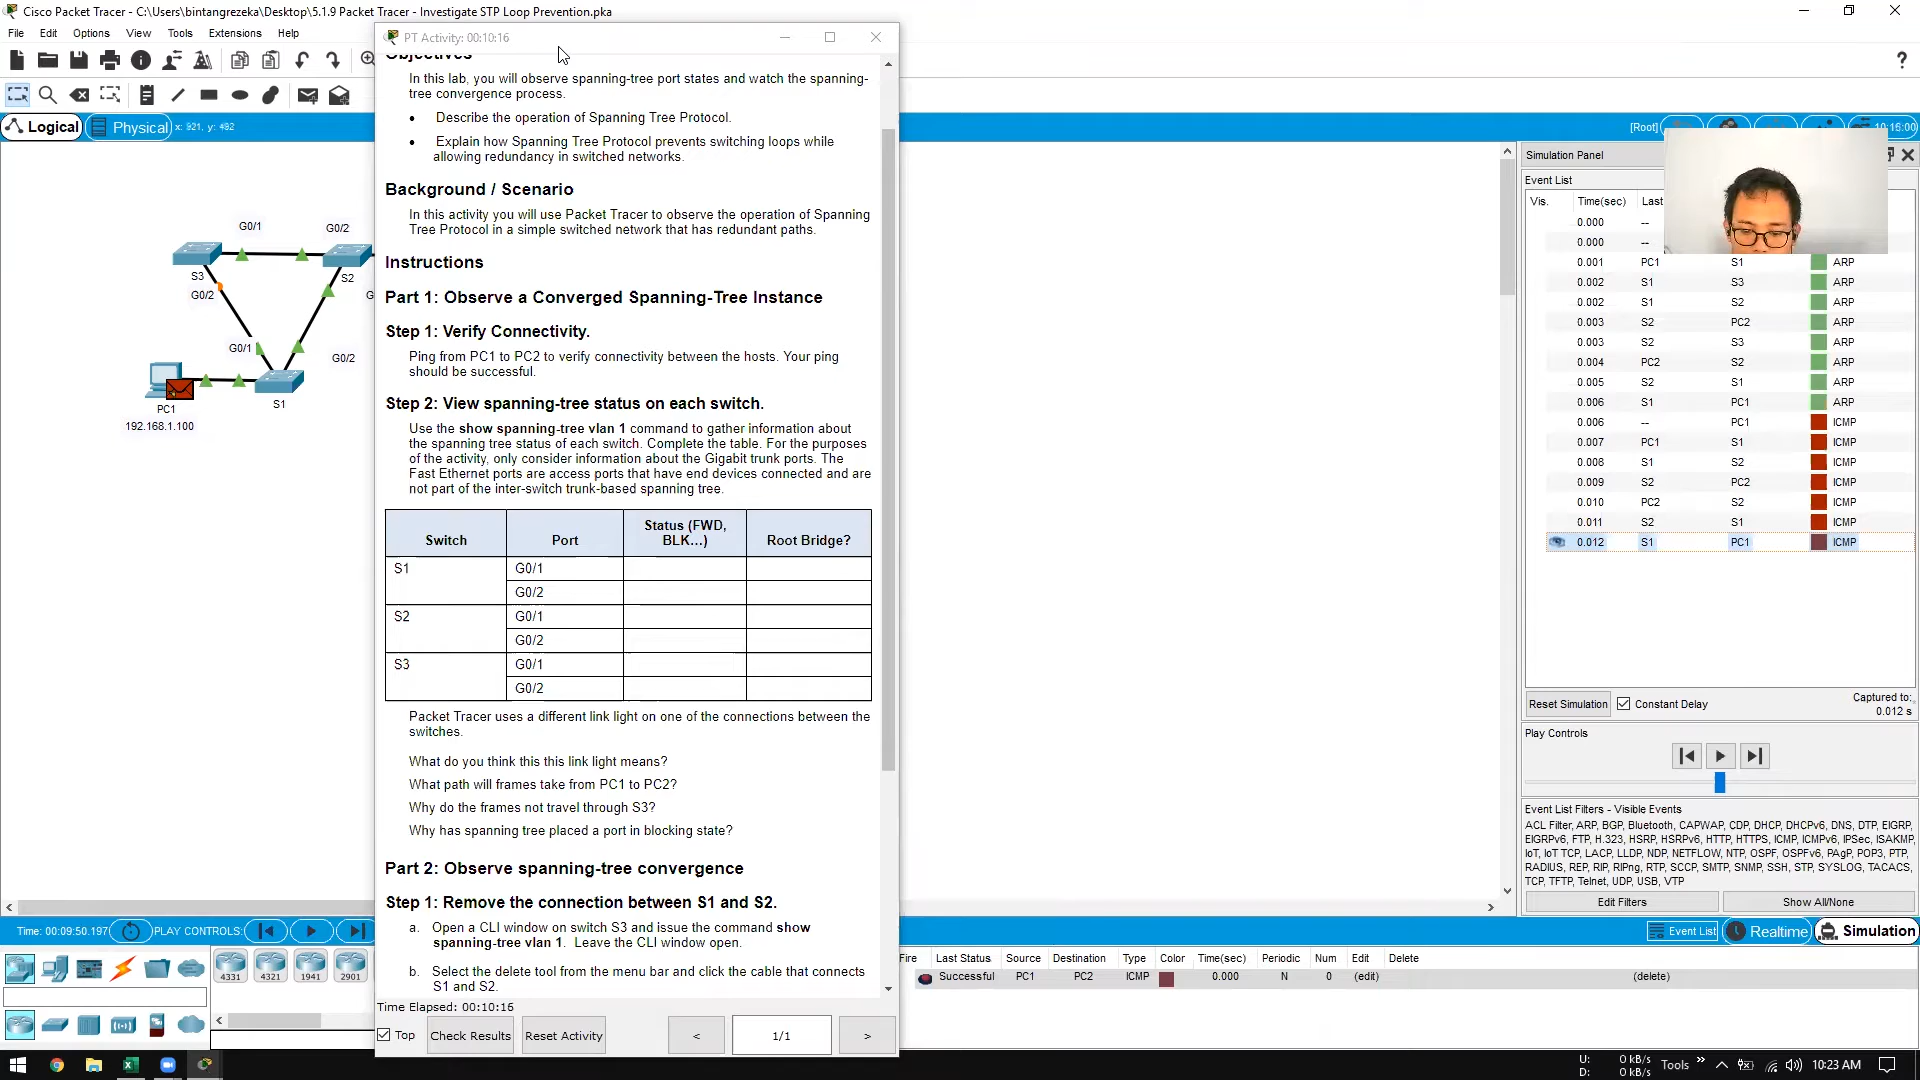 Cisco Packet Tracer - C:\Users\bintangrezeka\Desktop\5.1.9 Packet Tracer - Investigate STP Loop Prevention.pka
File Edit Options View Tools Extensions Help
Logical Physical x: 921, y: 482
[Root]
10:16:00
G0/1
G0/2
S3
G0/2
S2
G0/1
G0/2
S1
PC1
192.168.1.100
PT Activity: 00:10:16
Objectives
In this lab, you will observe spanning-tree port states and watch the spanning-
tree convergence process.
• Describe the operation of Spanning Tree Protocol.
• Explain how Spanning Tree Protocol prevents switching loops while
allowing redundancy in switched networks.
Background / Scenario
In this activity you will use Packet Tracer to observe the operation of Spanning
Tree Protocol in a simple switched network that has redundant paths.
Instructions
Part 1: Observe a Converged Spanning-Tree Instance
Step 1: Verify Connectivity.
Ping from PC1 to PC2 to verify connectivity between the hosts. Your ping
should be successful.
Step 2: View spanning-tree status on each switch.
Use the show spanning-tree vlan 1 command to gather information about
the spanning tree status of each switch. Complete the table. For the purposes
of the activity, only consider information about the Gigabit trunk ports. The
Fast Ethernet ports are access ports that have end devices connected and are
not part of the inter-switch trunk-based spanning tree.
Switch Port Status (FWD, BLK…) Root Bridge?
S1 G0/1
G0/2
S2 G0/1
G0/2
S3 G0/1
G0/2
Packet Tracer uses a different link light on one of the connections between the
switches.
What do you think this this link light means?
What path will frames take from PC1 to PC2?
Why do the frames not travel through S3?
Why has spanning tree placed a port in blocking state?
Part 2: Observe spanning-tree convergence
Step 1: Remove the connection between S1 and S2.
a. Open a CLI window on switch S3 and issue the command show
spanning-tree vlan 1. Leave the CLI window open.
b. Select the delete tool from the menu bar and click the cable that connects
S1 and S2.
Time Elapsed: 00:10:16
Top Check Results Reset Activity < 1/1 >
Simulation Panel
Event List
Vis. Time(sec) Last
0.000 --
0.000 --
0.001 PC1 S1 ARP
0.002 S1 S3 ARP
0.002 S1 S2 ARP
0.003 S2 PC2 ARP
0.003 S2 S3 ARP
0.004 PC2 S2 ARP
0.005 S2 S1 ARP
0.006 S1 PC1 ARP
0.006 -- PC1 ICMP
0.007 PC1 S1 ICMP
0.008 S1 S2 ICMP
0.009 S2 PC2 ICMP
0.010 PC2 S2 ICMP
0.011 S2 S1 ICMP
0.012 S1 PC1 ICMP
Reset Simulation Constant Delay Captured to:
0.012 s
Play Controls
Event List Filters - Visible Events
ACL Filter, ARP, BGP, Bluetooth, CAPWAP, CDP, DHCP, DHCPv6, DNS, DTP, EIGRP,
EIGRPv6, FTP, H.323, HSRP, HSRPv6, HTTP, HTTPS, ICMP, ICMPv6, IPSec, ISAKMP,
IoT, IoT TCP, LACP, LLDP, NDP, NETFLOW, NTP, OSPF, OSPFv6, PAgP, POP3, PTP,
RADIUS, REP, RIP, RIPng, RTP, SCCP, SMTP, SNMP, SSH, STP, SYSLOG, TACACS,
TCP, TFTP, Telnet, UDP, USB, VTP
Edit Filters Show All/None
Event List Realtime Simulation
Time: 00:09:50.197 PLAY CONTROLS:
4331 4321 1941 2901
Fire Last Status Source Destination Type Color Time(sec) Periodic Num Edit Delete
Successful PC1 PC2 ICMP 0.000 N 0 (edit) (delete)
U: 0 kB/s
D: 0 kB/s
Tools 10:23 AM